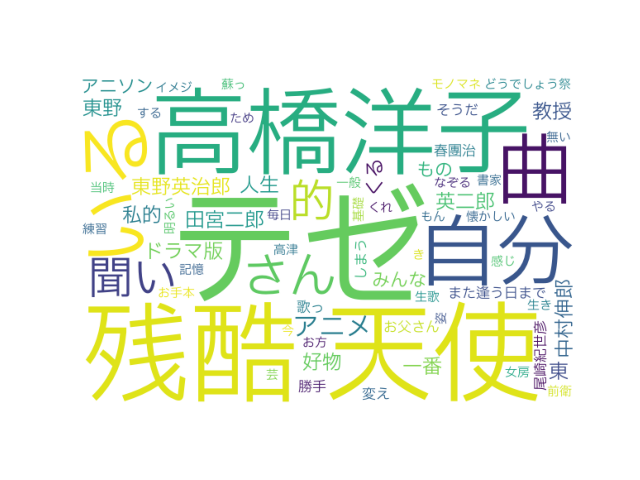 アニソン
イメジ
蘇っ
モノマネ
どうでしょう祭
東野
する
ため
高橋洋子
そうだ
教授
いる
曲
無い
春團治
もの
当時
東野英治郎
人生
的
一般
くる
なぞる
書家
やる
私的
明るい
田宮二郎
毎日
基礎
くれ
英二郎
もん
懐かしい
練習
ドラマ版
高津
しまう
テーゼ
自分
さん
みんな
き
感じ
聞い
記憶
お手本
生歌
また逢う日まで
生き
中村伸郎
歌っ
アニメ
今
お父さん
姿
尾崎紀世彦
残酷
天使
お方
好物
一番
東
芸
勝手
変え
女房
前衛